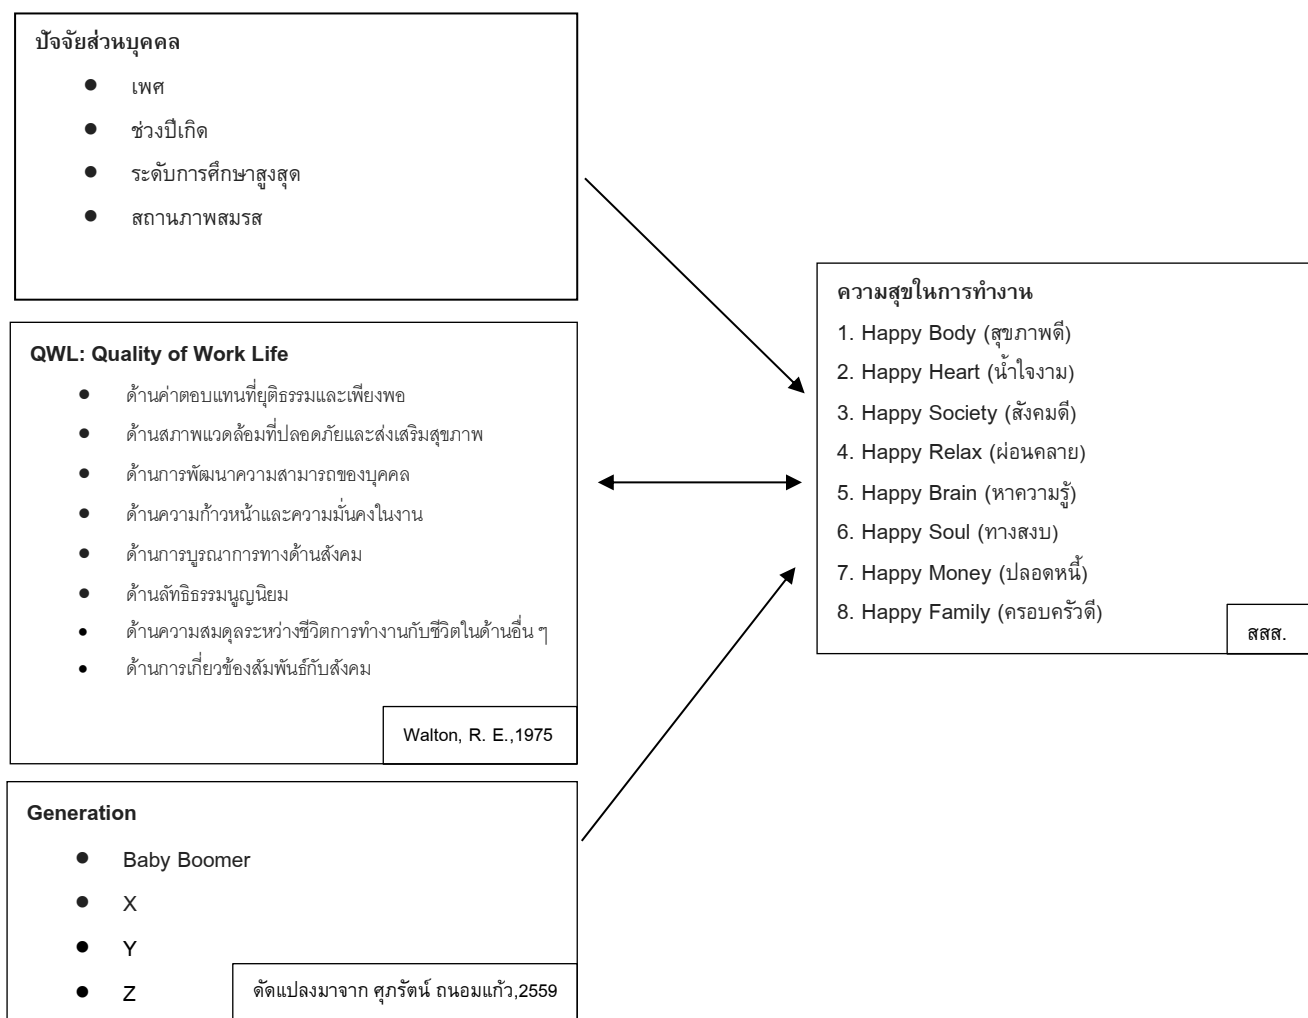 ปัจจัยส่วนบุคคล
● เพศ
● ช่วงปีเกิด
● ระดับการศึกษาสูงสุด
● สถานภาพสมรส
QWL: Quality of Work Life
● ด้านค่าตอบแทนที่ยุติธรรมและเพียงพอ
● ด้านสภาพแวดล้อมที่ปลอดภัยและส่งเสริมสุขภาพ
● ด้านการพัฒนาความสามารถของบุคคล
● ด้านความก้าวหน้าและความมั่นคงในงาน
● ด้านการบูรณาการทางด้านสังคม
● ด้านลัทธิธรรมนูญนิยม
● ด้านความสมดุลระหว่างชีวิตการทำงานกับชีวิตในด้านอื่น ๆ
● ด้านการเกี่ยวข้องสัมพันธ์กับสังคม
Walton, R. E.,1975
Generation
● Baby Boomer
● X
● Y
● Z
ดัดแปลงมาจาก ศุภรัตน์ ถนอมแก้ว,2559
ความสุขในการทำงาน
1. Happy Body (สุขภาพดี)
2. Happy Heart (น้ำใจงาม)
3. Happy Society (สังคมดี)
4. Happy Relax (ผ่อนคลาย)
5. Happy Brain (หาความรู้)
6. Happy Soul (ทางสงบ)
7. Happy Money (ปลอดหนี้)
8. Happy Family (ครอบครัวดี)
สสส.